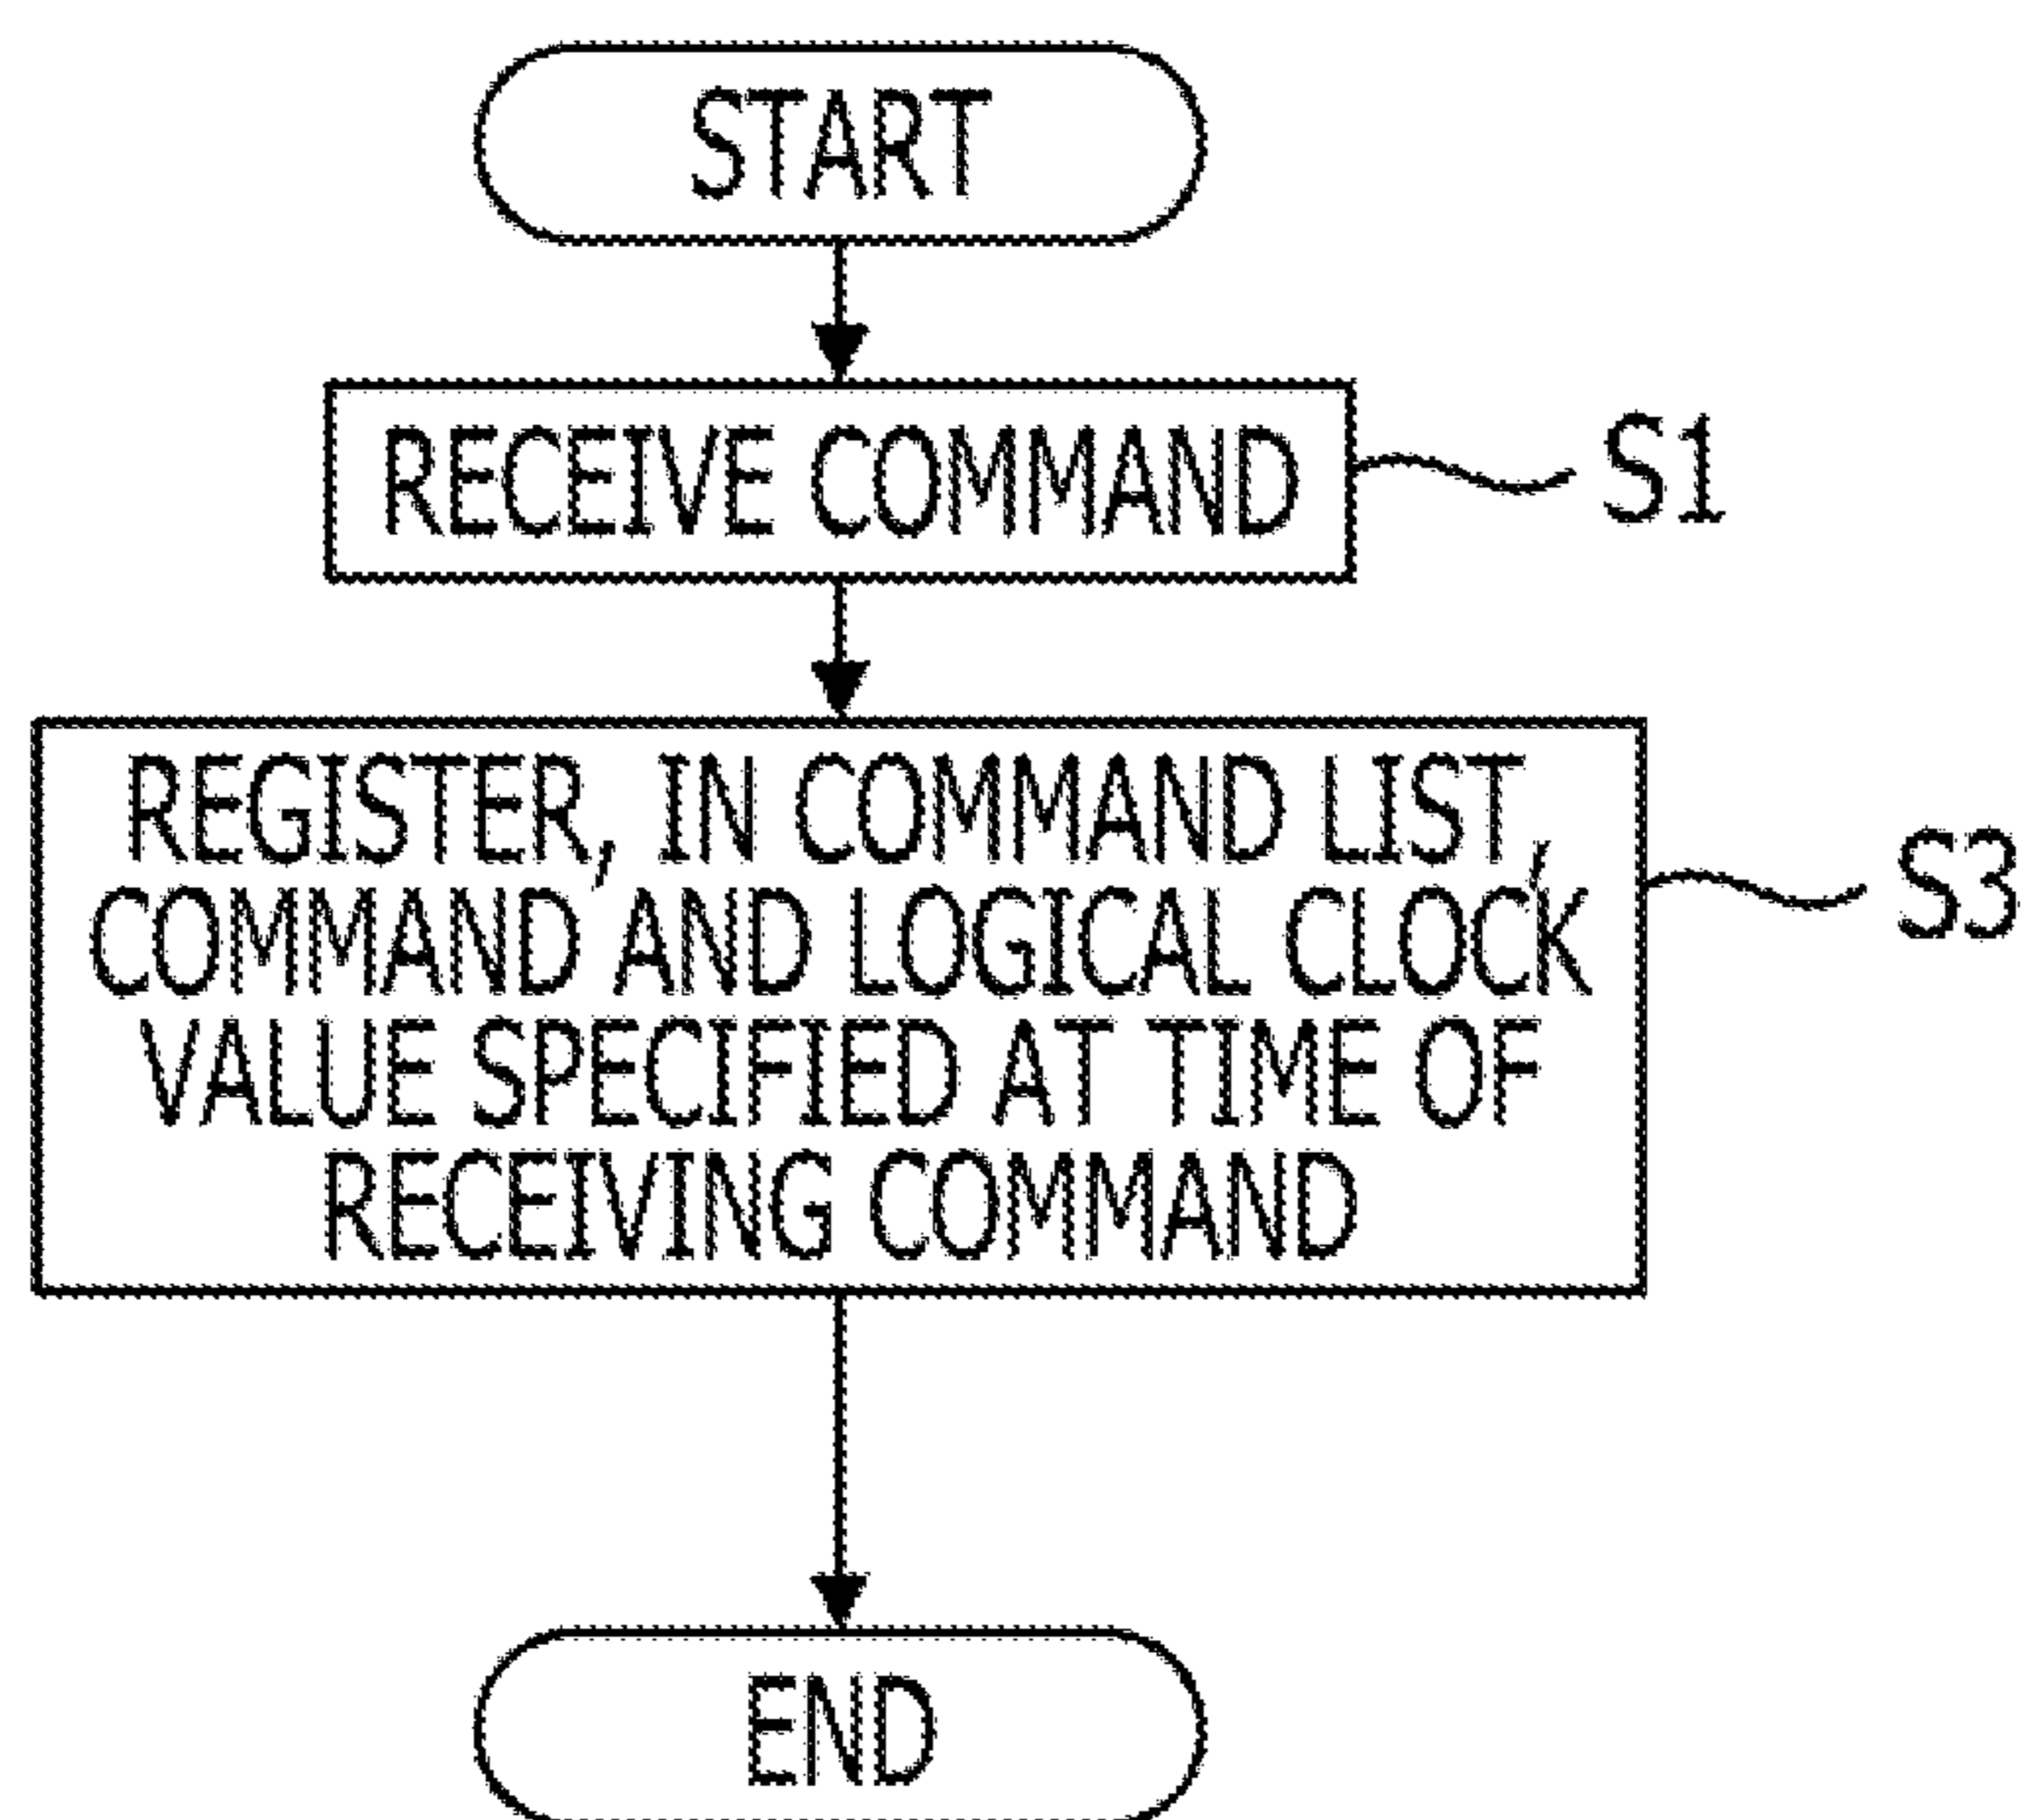 START
RECEIVE COMMAND
S1
REGISTER, IN COMMAND LIST,
COMMAND AND LOGICAL CLOCK
VALUE SPECIFIED AT TIME OF
RECEIVING COMMAND
S3
END